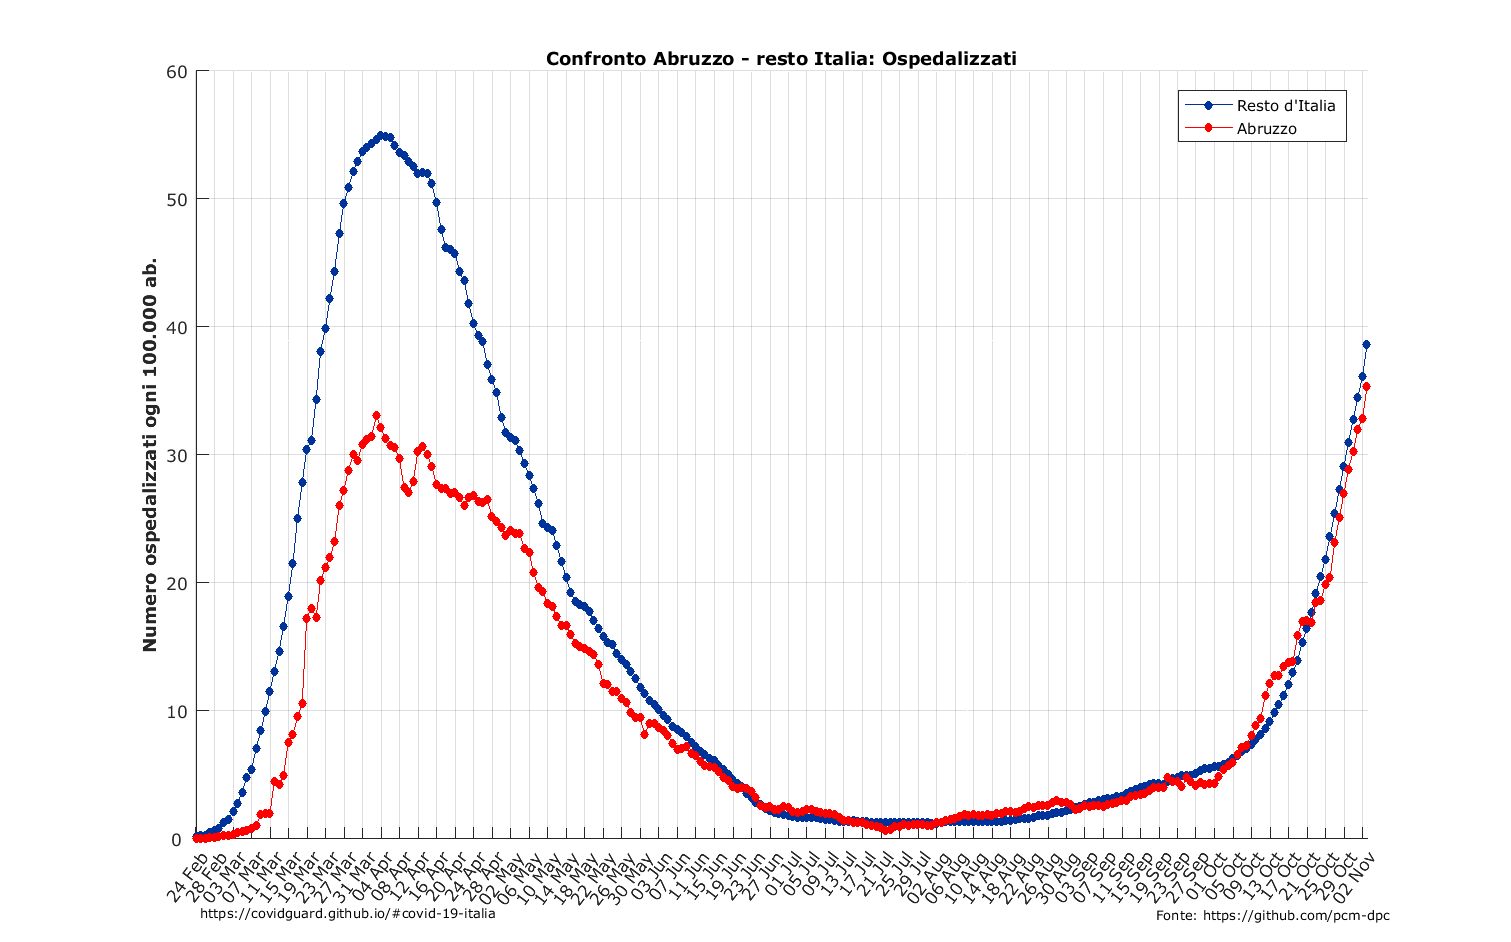 Confronto Abruzzo - resto Italia: Ospedalizzati
Resto d'Italia
Abruzzo
Numero ospedalizzati ogni 100.000 ab.
60
50
40
30
20
10
0
24 Feb
28 Feb
03 Mar
07 Mar
11 Mar
15 Mar
19 Mar
23 Mar
27 Mar
31 Mar
04 Apr
08 Apr
12 Apr
16 Apr
20 Apr
24 Apr
28 Apr
02 May
06 May
10 May
14 May
18 May
22 May
26 May
30 May
03 Jun
07 Jun
11 Jun
15 Jun
19 Jun
23 Jun
27 Jun
01 Jul
05 Jul
09 Jul
13 Jul
17 Jul
21 Jul
25 Jul
29 Jul
02 Aug
06 Aug
10 Aug
14 Aug
18 Aug
22 Aug
26 Aug
30 Aug
03 Sep
07 Sep
11 Sep
15 Sep
19 Sep
23 Sep
27 Sep
01 Oct
05 Oct
09 Oct
13 Oct
17 Oct
21 Oct
25 Oct
29 Oct
02 Nov
https://covidguard.github.io/#covid-19-italia
Fonte: https://github.com/pcm-dpc